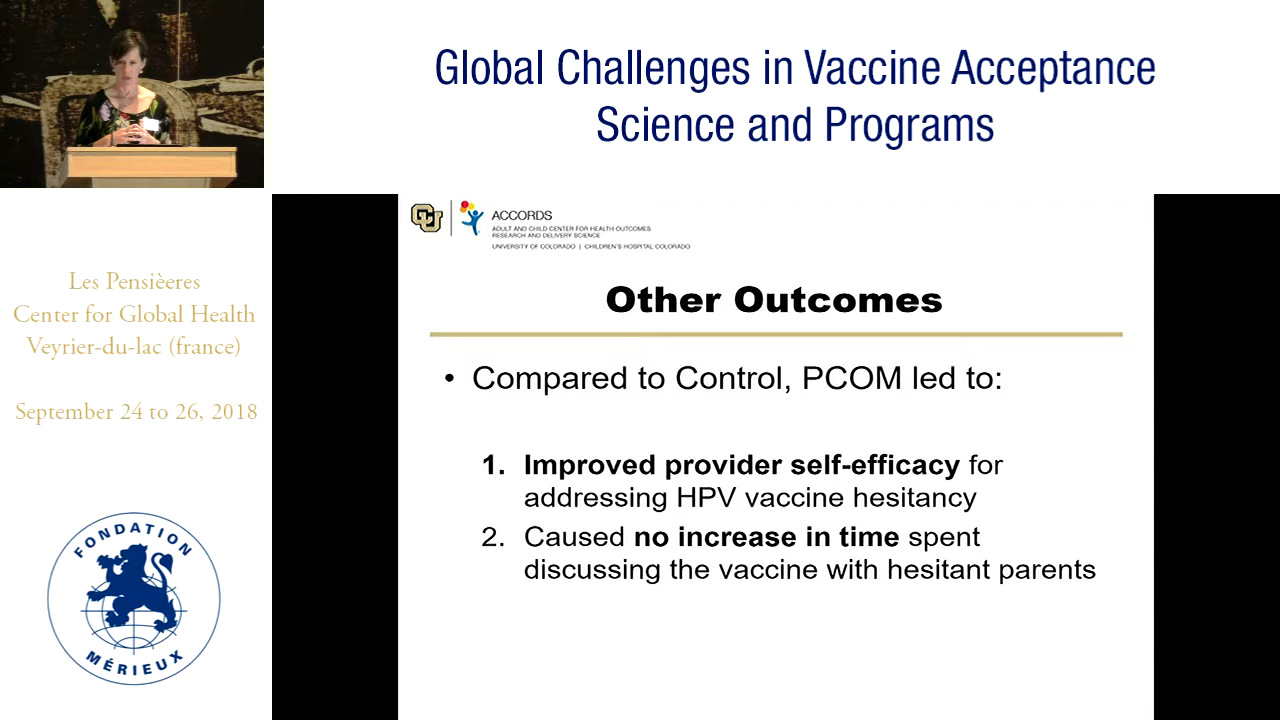 Global Challenges in Vaccine Acceptance
Science and Programs
Les Pensièeres
Center for Global Health
Veyrier-du-lac (france)
September 24 to 26, 2018
FONDATION
MÉRIEUX
CU
ACCORDS
ADULT AND CHILD CENTER FOR HEALTH OUTCOMES
RESEARCH AND DELIVERY SCIENCE
UNIVERSITY OF COLORADO | CHILDREN'S HOSPITAL COLORADO
Other Outcomes
• Compared to Control, PCOM led to:
1. Improved provider self-efficacy for
addressing HPV vaccine hesitancy
2. Caused no increase in time spent
discussing the vaccine with hesitant parents